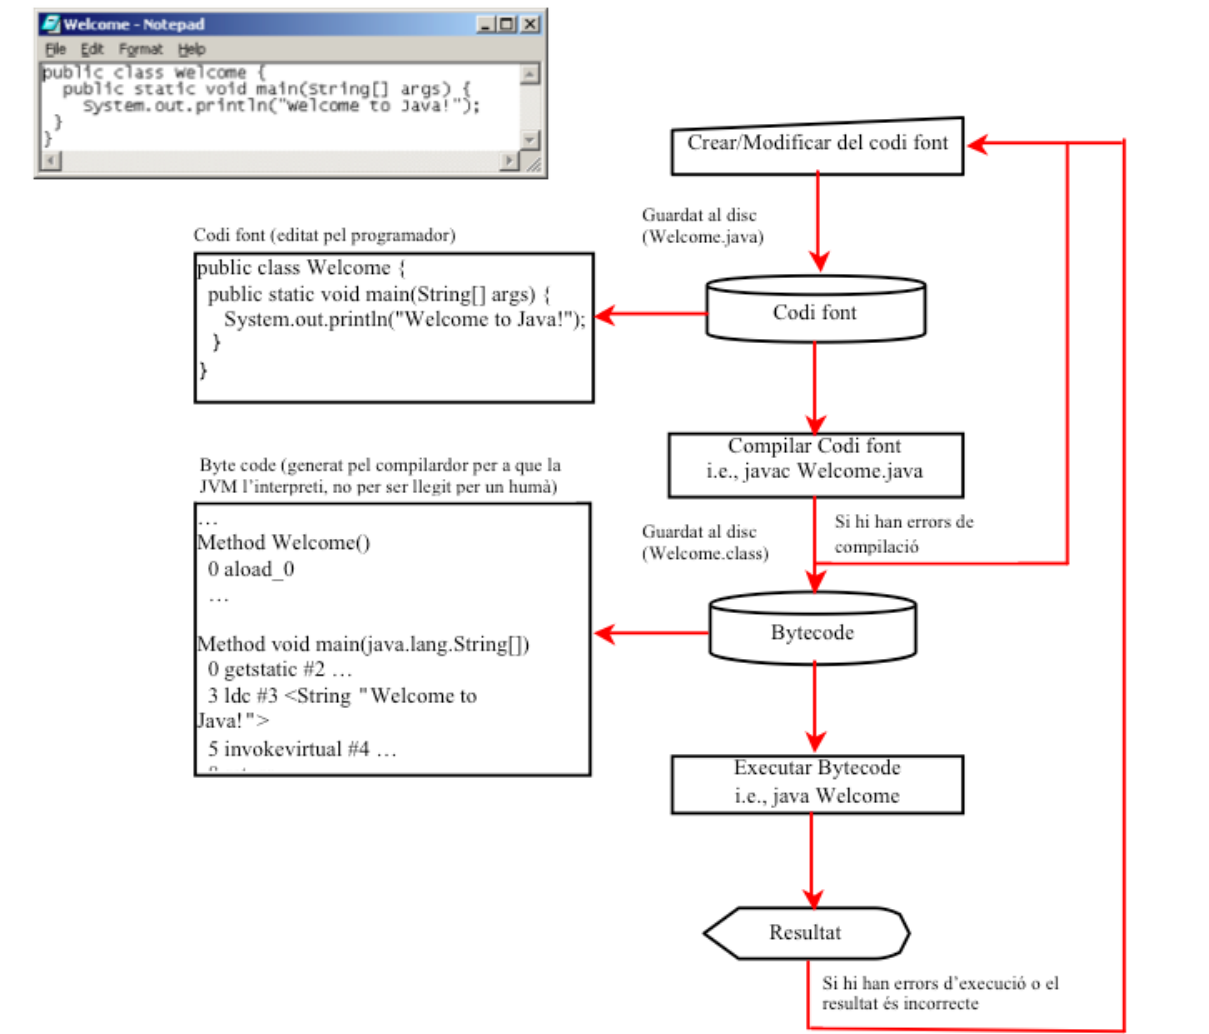 Welcome - Notepad
File Edit Format Help
public class Welcome {
public static void main(String[] args) {
System.out.println("Welcome to Java!");
}
}
Crear/Modificar del codi font
Guardat al disc
(Welcome.java)
Codi font (editat pel programador)
public class Welcome {
public static void main(String[] args) {
System.out.println("Welcome to Java!");
}
}
Codi font
Compilar Codi font
i.e., javac Welcome.java
Byte code (generat pel compilardor per a que la
JVM l'interpreti, no per ser llegit per un humà)
…
Method Welcome()
0 aload_0
…
Method void main(java.lang.String[])
0 getstatic #2 …
3 ldc #3 <String "Welcome to
Java!">
5 invokevirtual #4 …
Guardat al disc
(Welcome.class)
Si hi han errors de
compilació
Bytecode
Executar Bytecode
i.e., java Welcome
Resultat
Si hi han errors d'execució o el
resultat és incorrecte